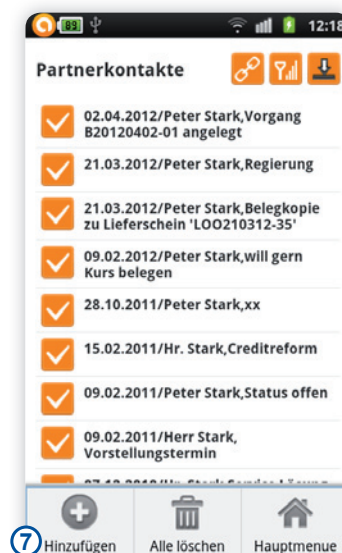 89 12:18
Partnerkontakte
02.04.2012/Peter Stark,Vorgang
B20120402-01 angelegt
21.03.2012/Peter Stark,Regierung
21.03.2012/Peter Stark,Belegkopie
zu Lieferschein 'LOO210312-35'
09.02.2012/Peter Stark,will gern
Kurs belegen
28.10.2011/Peter Stark,xx
15.02.2011/Hr. Stark,Creditreform
09.02.2011/Peter Stark,Status offen
09.02.2011/Herr Stark,
Vorstellungstermin
7 Hinzufügen Alle löschen Hauptmenue